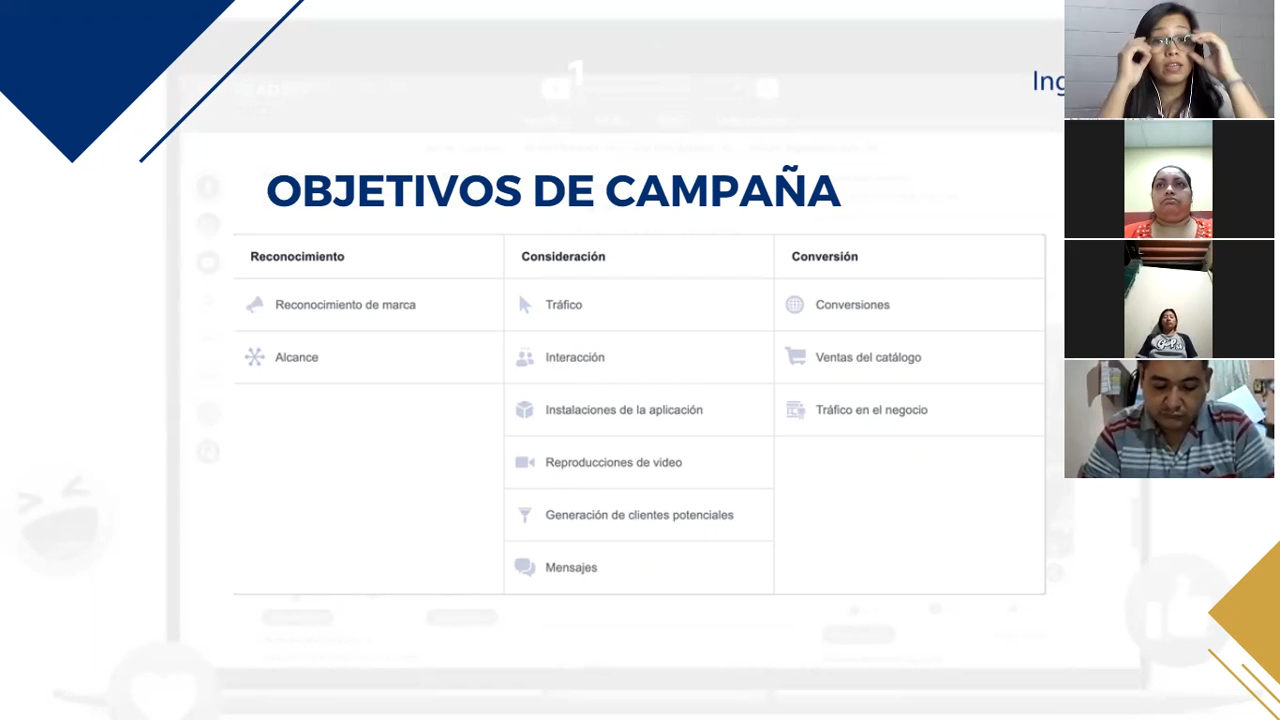 1
Ing
OBJETIVOS DE CAMPAÑA
Reconocimiento
Consideración
Conversión
Reconocimiento de marca
Tráfico
Conversiones
Alcance
Interacción
Ventas del catálogo
Instalaciones de la aplicación
Tráfico en el negocio
Reproducciones de video
Generación de clientes potenciales
Mensajes